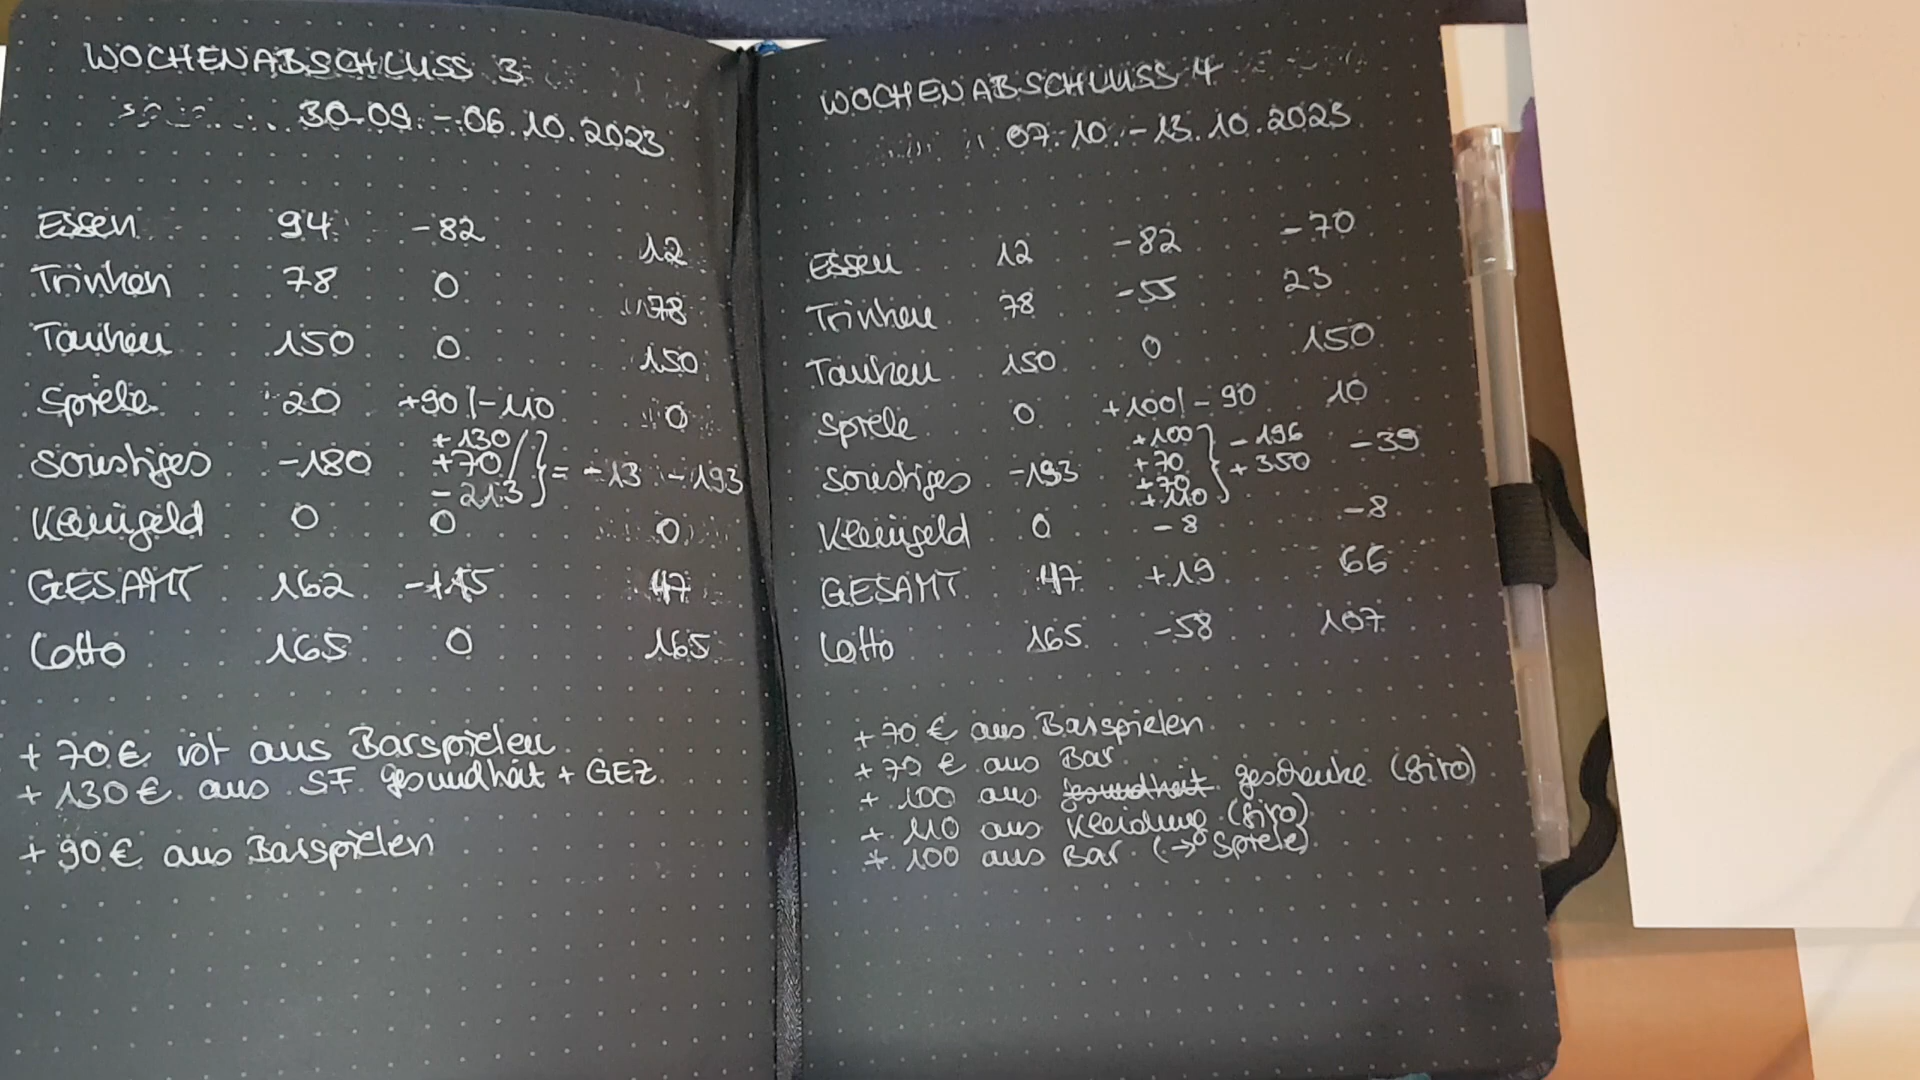 WOCHENABSCHLUSS 3
30.09. - 06.10.2023
Essen 94 -82 12
Trinken 78 0 78
Tanken 150 0 150
Spiele 20 +90/-110 0
+130/
Sonstiges -180 +70/ } = -13 -193
-213
Kleingeld 0 0 0
GESAMT 162 -115 47
Lotto 165 0 165
+ 70 € rot aus Barspielen
+ 130 € aus SF Gesundheit + GEZ
+ 90 € aus Barspielen
WOCHENABSCHLUSS 4
07.10. - 13.10.2023
Essen 12 -82 -70
Trinken 78 -55 23
Tanken 150 0 150
Spiele 0 +100/-90 10
+100 -196
Sonstiges -193 +70 } +350 -39
+70
+110
Kleingeld 0 -8 -8
GESAMT 47 +19 66
Lotto 165 -58 107
+ 70 € aus Barspielen
+ 70 € aus Bar
+ 100 aus Gesundheit Geschenke (Giro)
+ 110 aus Kleidung (Giro)
+ 100 aus Bar (→ Spiele)